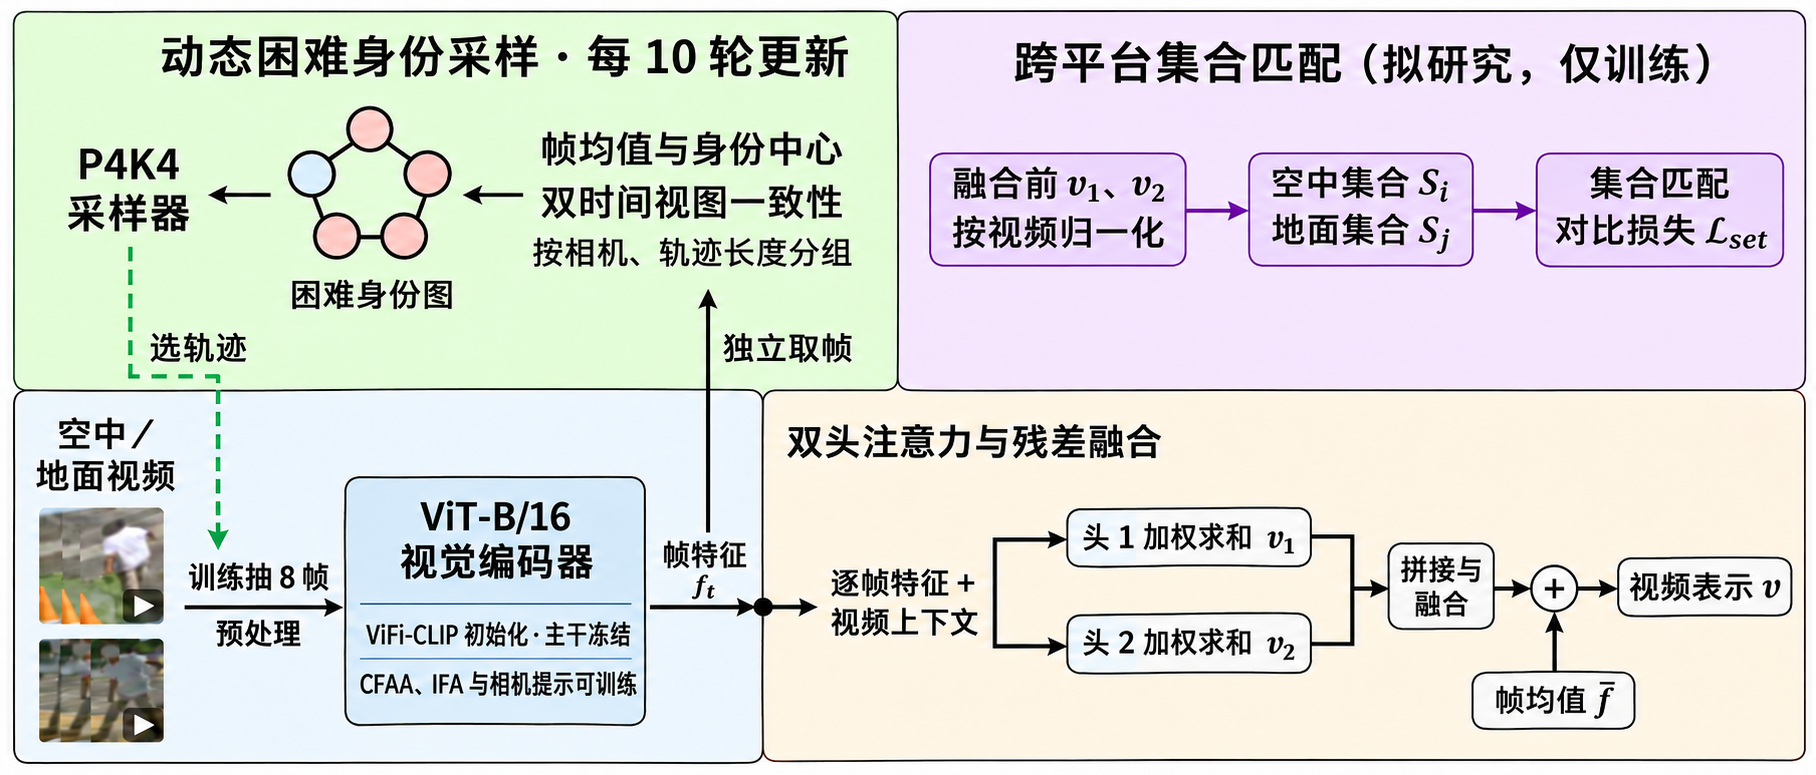 动态困难身份采样 · 每 10 轮更新
P4K4
采样器
困难身份图
帧均值与身份中心
双时间视图一致性
按相机、轨迹长度分组
选轨迹
独立取帧
跨平台集合匹配（拟研究，仅训练）
融合前 v₁、v₂
按视频归一化
空中集合 Sᵢ
地面集合 Sⱼ
集合匹配
对比损失 ℒset
空中／
地面视频
训练抽 8 帧
预处理
ViT-B/16
视觉编码器
ViFi-CLIP 初始化 · 主干冻结
CFAA、IFA 与相机提示可训练
帧特征
fₜ
双头注意力与残差融合
逐帧特征 +
视频上下文
头 1 加权求和 v₁
头 2 加权求和 v₂
拼接与
融合
+
视频表示 v
帧均值 f̄